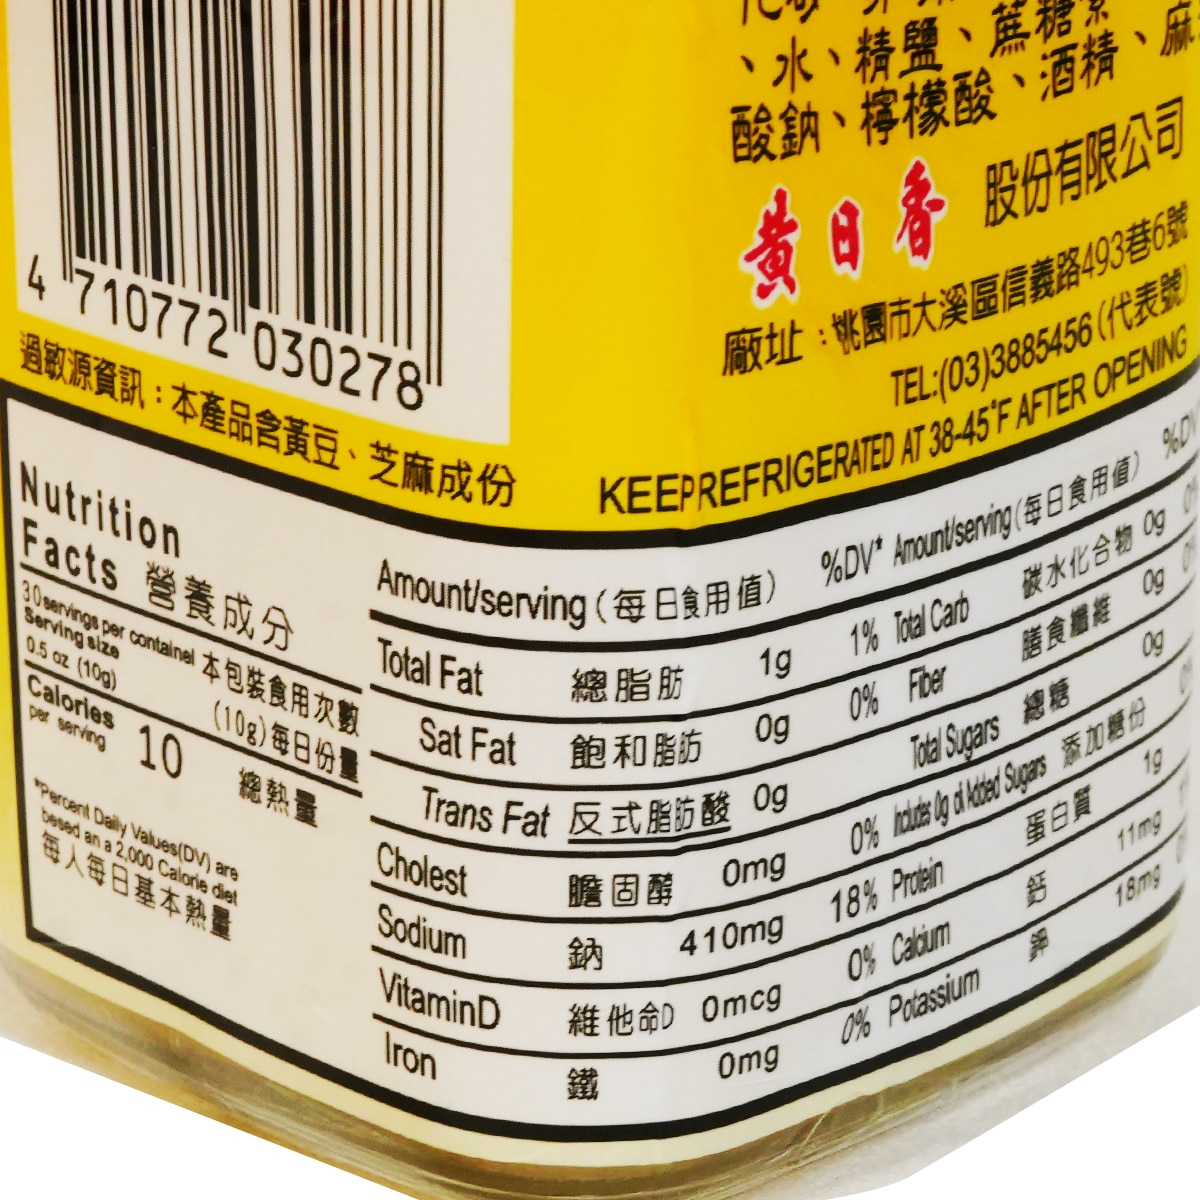 、水、精鹽、蔗糖素
酸鈉、檸檬酸、酒精、麻
黃日香 股份有限公司
廠址：桃園市大溪區信義路493巷6號
TEL:(03)3885456(代表號)
KEEPREFRIGERATED AT 38-45°F AFTER OPENING
4 710772 030278
過敏源資訊：本產品含黃豆、芝麻成份
Nutrition
Facts 營養成分
30servings per containel 本包裝食用次數
Serving size
0.5 oz (10g) (10g)每日份量
Calories
per serving 10 總熱量
*Percent Daily Values(DV) are
besed an a 2,000 Calorie diet
每人每日基本熱量
Amount/serving(每日食用值) %DV* Amount/serving(每日食用值) %DV
Total Fat 總脂肪 1g 1% Total Carb 碳水化合物 0g
Sat Fat 飽和脂肪 0g 0% Fiber 膳食纖維 0g
Trans Fat 反式脂肪酸 0g Total Sugars 總糖 0g
Cholest 膽固醇 0mg 0% Includes 0g di Added Sugars 添加糖份
Sodium 鈉 410mg 18% Protein 蛋白質 1g
VitaminD 維他命D 0mcg 0% Calcium 鈣 11mg
Iron 鐵 0mg 0% Potassium 鉀 18mg